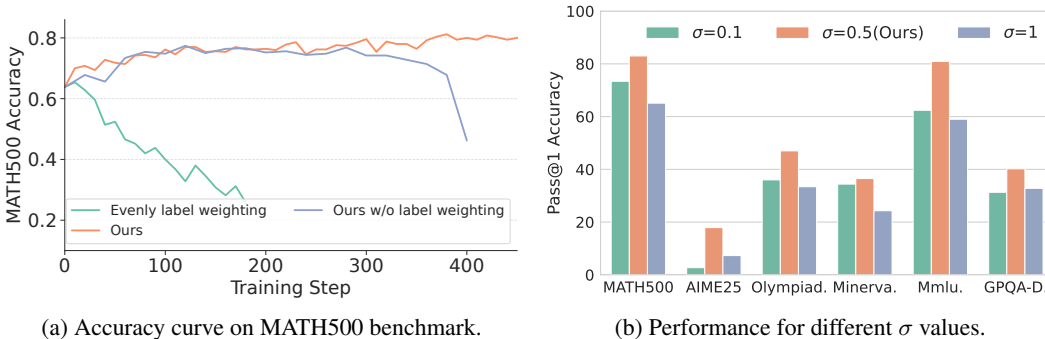 MATH500 Accuracy
0.8
0.6
0.4
0.2
Evenly label weighting
Ours w/o label weighting
Ours
0 100 200 300 400
Training Step
(a) Accuracy curve on MATH500 benchmark.
Pass@1 Accuracy
100
80
60
40
20
0
σ=0.1 σ=0.5(Ours) σ=1
MATH500 AIME25 Olympiad. Minerva. Mmlu. GPQA-D.
(b) Performance for different σ values.